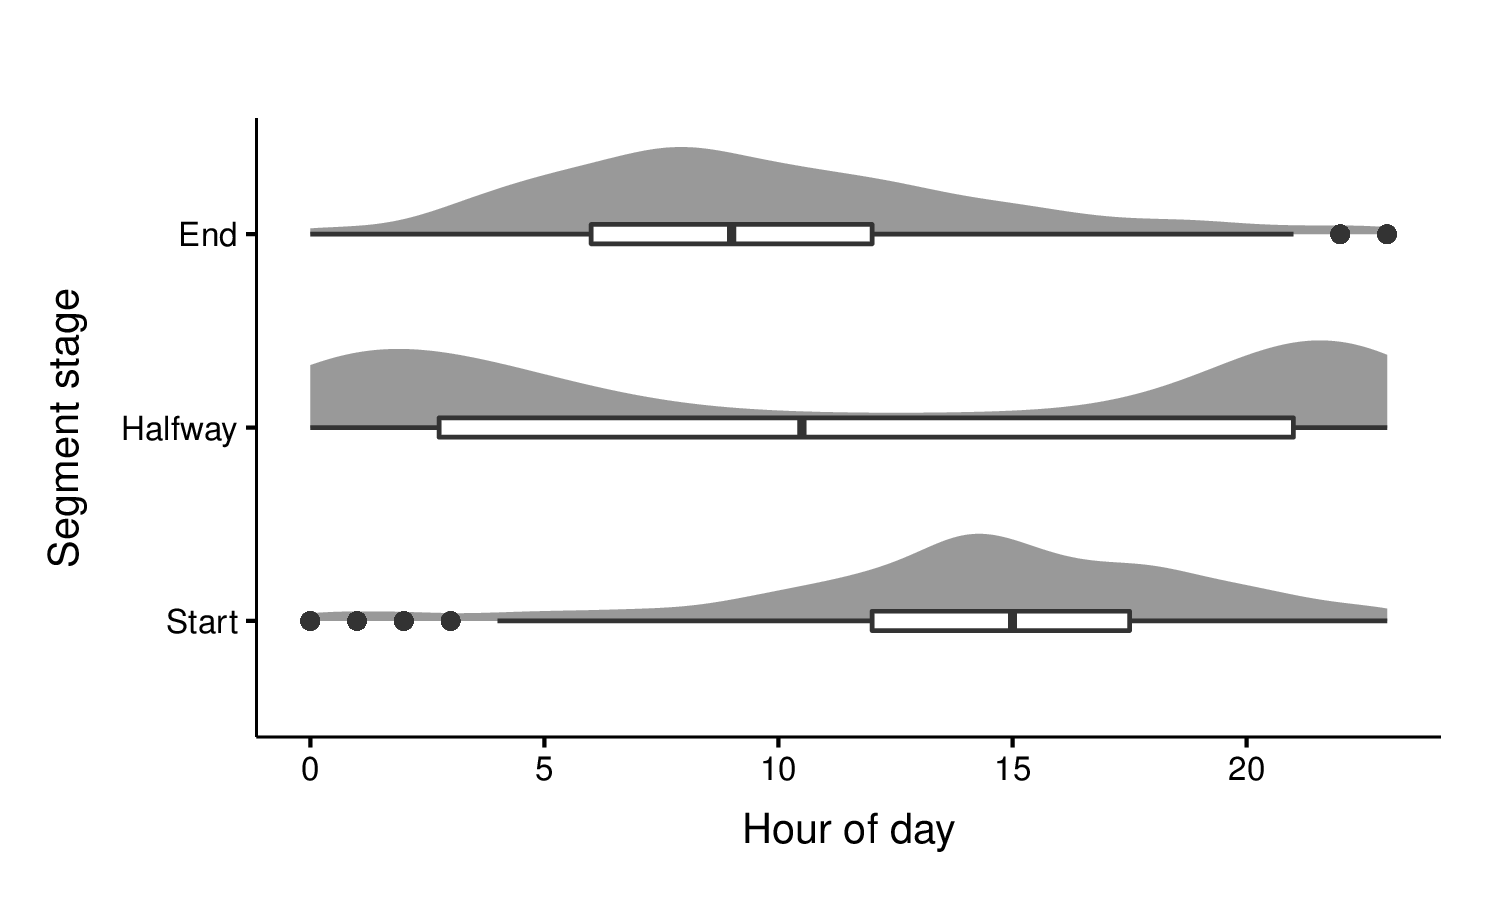 End
Halfway
Start
Segment stage
0 5 10 15 20
Hour of day